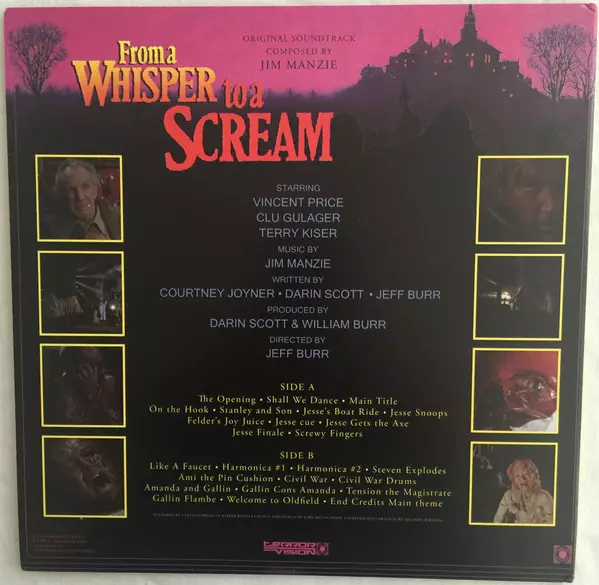 From a
WHISPER to a
SCREAM
ORIGINAL SOUNDTRACK
COMPOSED BY
JIM MANZIE
STARRING
VINCENT PRICE
CLU GULAGER
TERRY KISER
MUSIC BY
JIM MANZIE
WRITTEN BY
COURTNEY JOYNER • DARIN SCOTT • JEFF BURR
PRODUCED BY
DARIN SCOTT & WILLIAM BURR
DIRECTED BY
JEFF BURR
SIDE A
The Opening • Shall We Dance • Main Title
On the Hook • Stanley and Son • Jesse's Boat Ride • Jesse Snoops
Felder's Joy Juice • Jesse cue • Jesse Gets the Axe
Jesse Finale • Screwy Fingers
SIDE B
Like A Faucet • Harmonica #1 • Harmonica #2 • Steven Explodes
Ami the Pin Cushion • Civil War • Civil War Drums
Amanda and Gallin • Gallin Cons Amanda • Tension the Magistrate
Gallin Flambe • Welcome to Oldfield • End Credits Main theme
TERROR
VISION